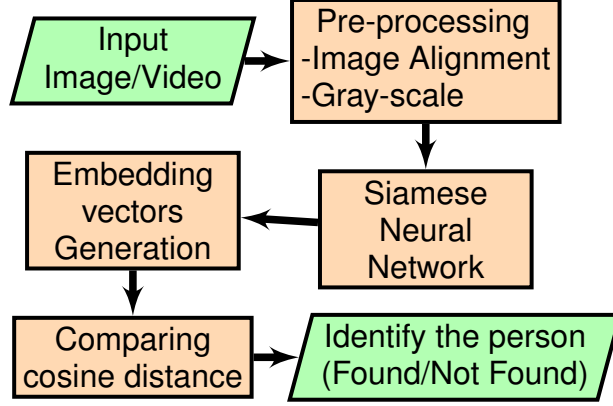 Input
Image/Video
Pre-processing
-Image Alignment
-Gray-scale
Siamese
Neural
Network
Embedding
vectors
Generation
Comparing
cosine distance
Identify the person
(Found/Not Found)